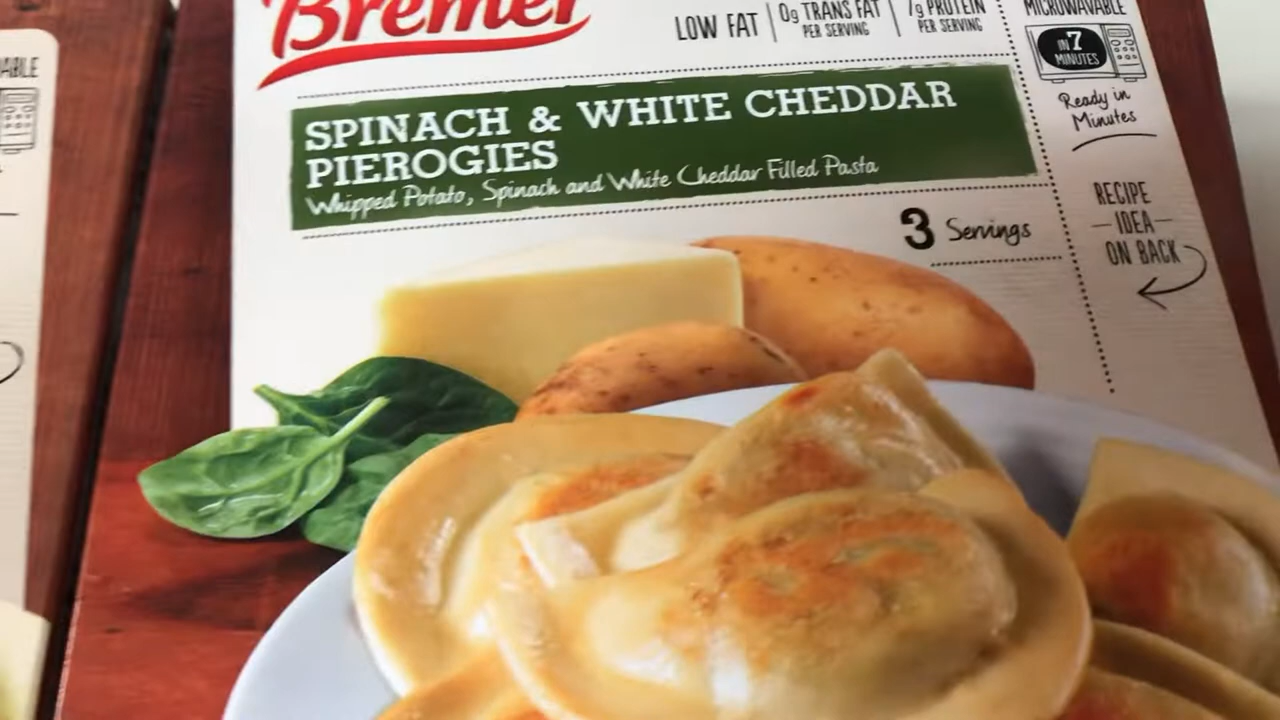 Bremer
LOW FAT
0g TRANS FAT
PER SERVING
7g PROTEIN
PER SERVING
MICROWAVABLE
IN 7
MINUTES
Ready in
Minutes
SPINACH & WHITE CHEDDAR
PIEROGIES
Whipped Potato, Spinach and White Cheddar Filled Pasta
3 Servings
RECIPE
IDEA
ON BACK
ABLE